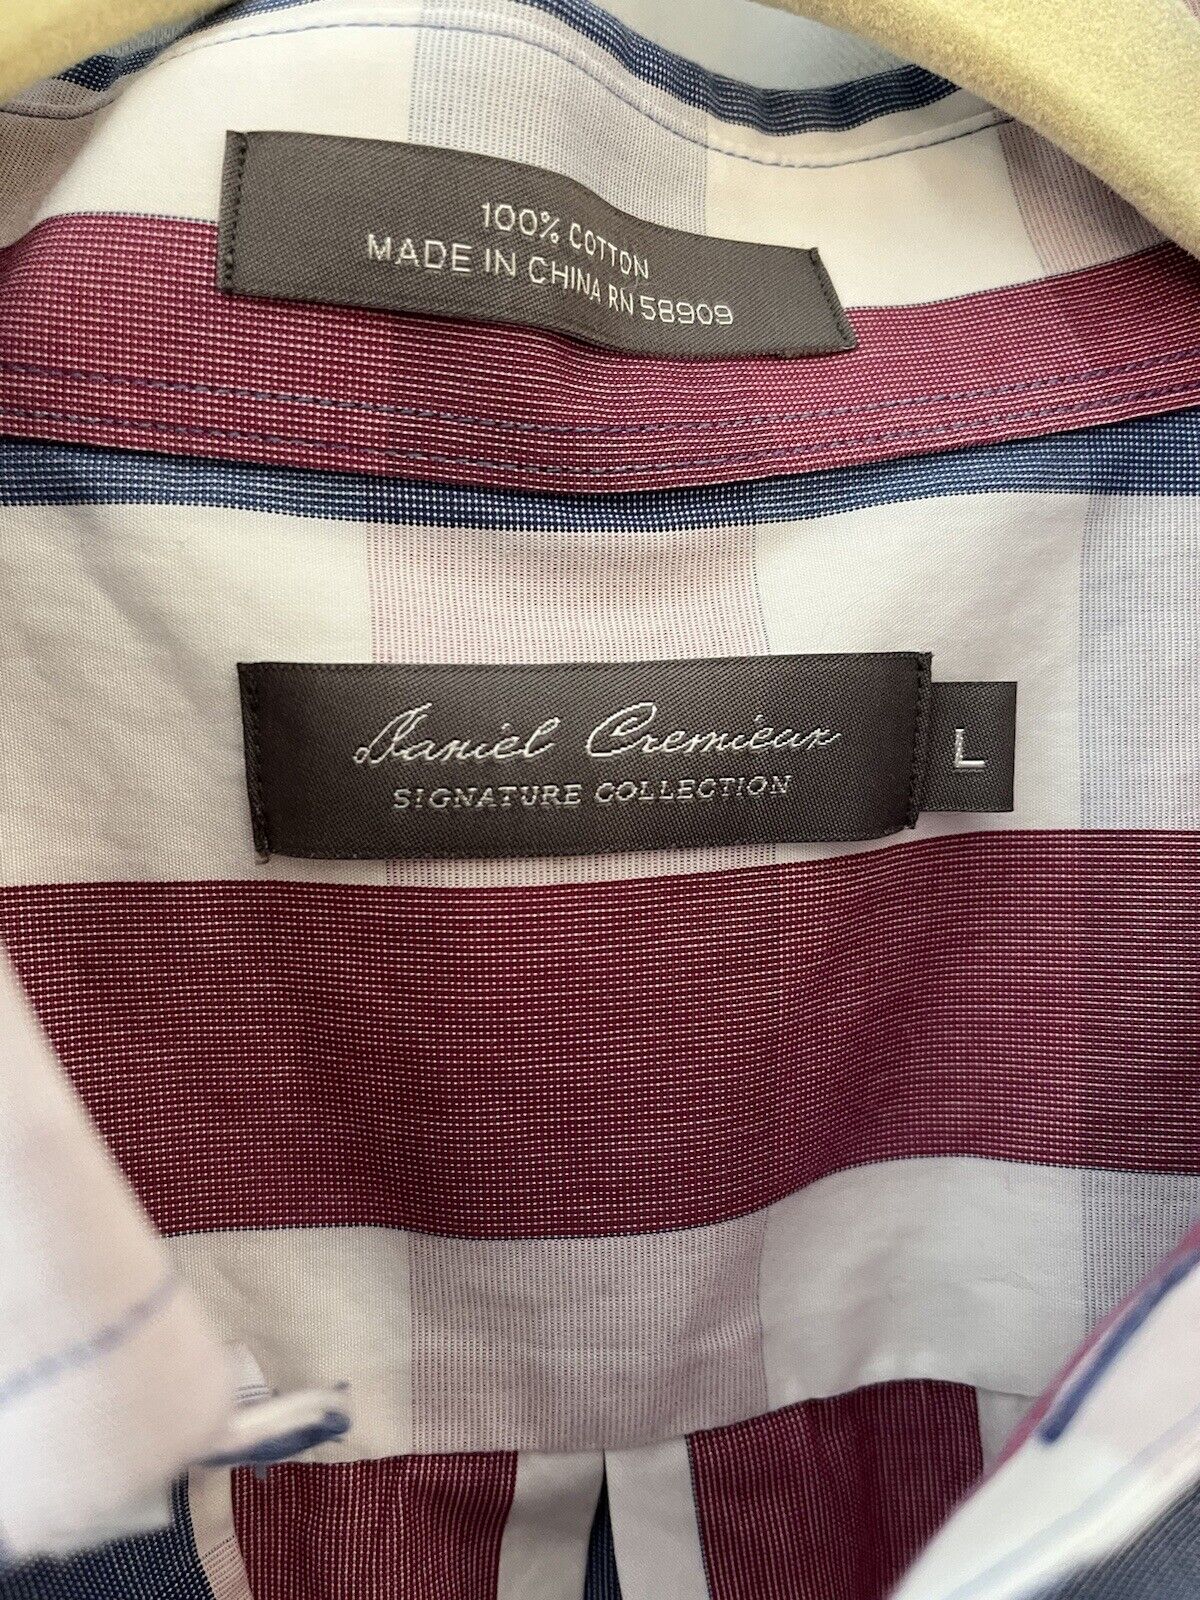 100% COTTON
MADE IN CHINA RN 58909
Daniel Cremieux
SIGNATURE COLLECTION
L